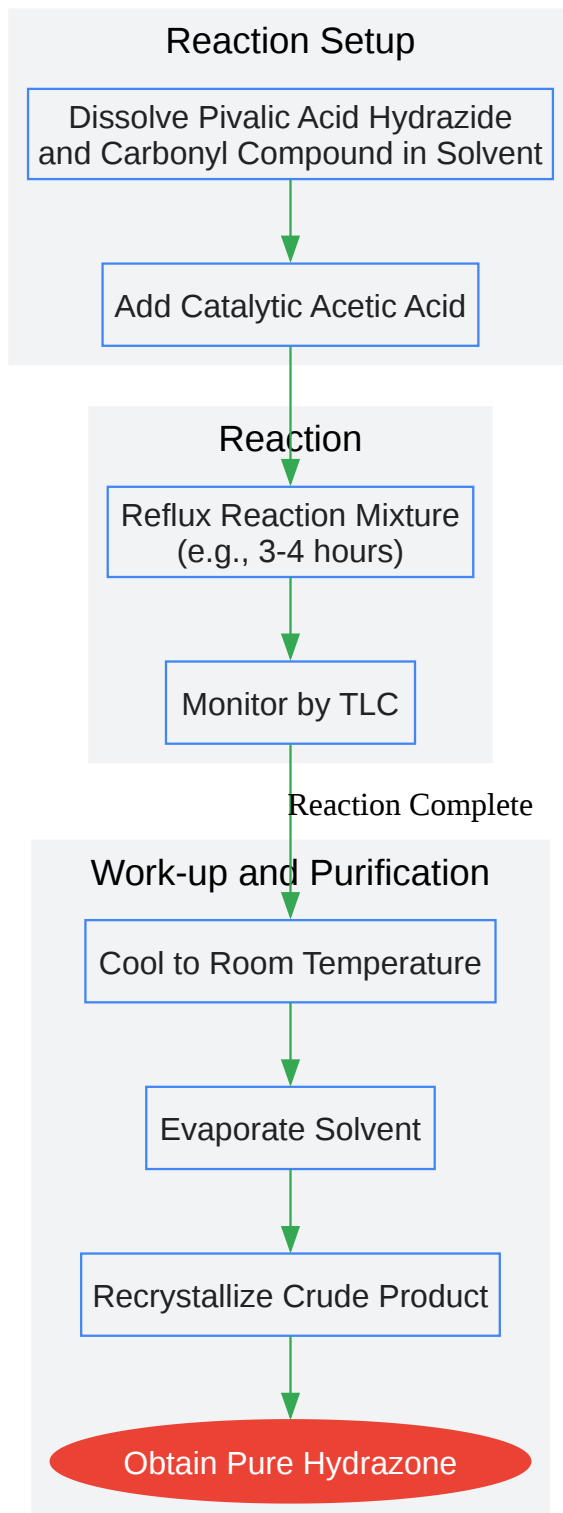 Reaction Setup
Dissolve Pivalic Acid Hydrazide
and Carbonyl Compound in Solvent
Add Catalytic Acetic Acid
Reaction
Reflux Reaction Mixture
(e.g., 3-4 hours)
Monitor by TLC
Reaction Complete
Work-up and Purification
Cool to Room Temperature
Evaporate Solvent
Recrystallize Crude Product
Obtain Pure Hydrazone